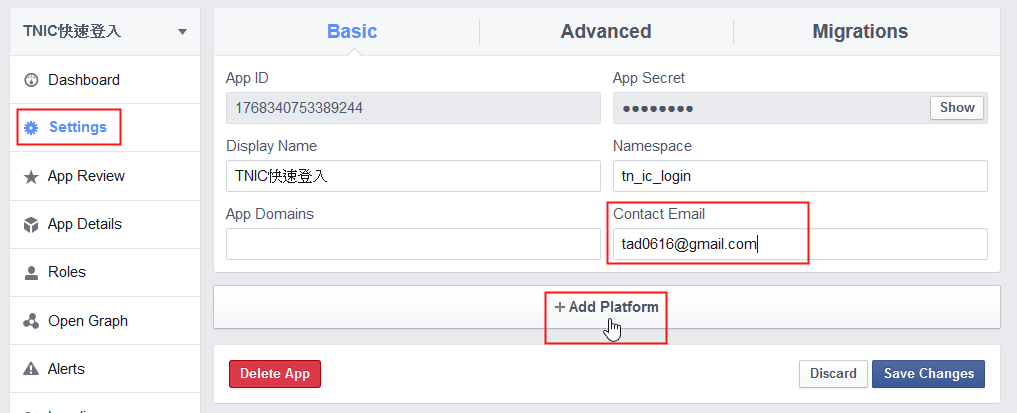 TNIC快速登入
Dashboard
Settings
App Review
App Details
Roles
Open Graph
Alerts
Basic
Advanced
Migrations
App ID
App Secret
1768340753389244
●●●●●●●●
Show
Display Name
Namespace
TNIC快速登入
tn_ic_login
App Domains
Contact Email
tad0616@gmail.com
+ Add Platform
Delete App
Discard
Save Changes